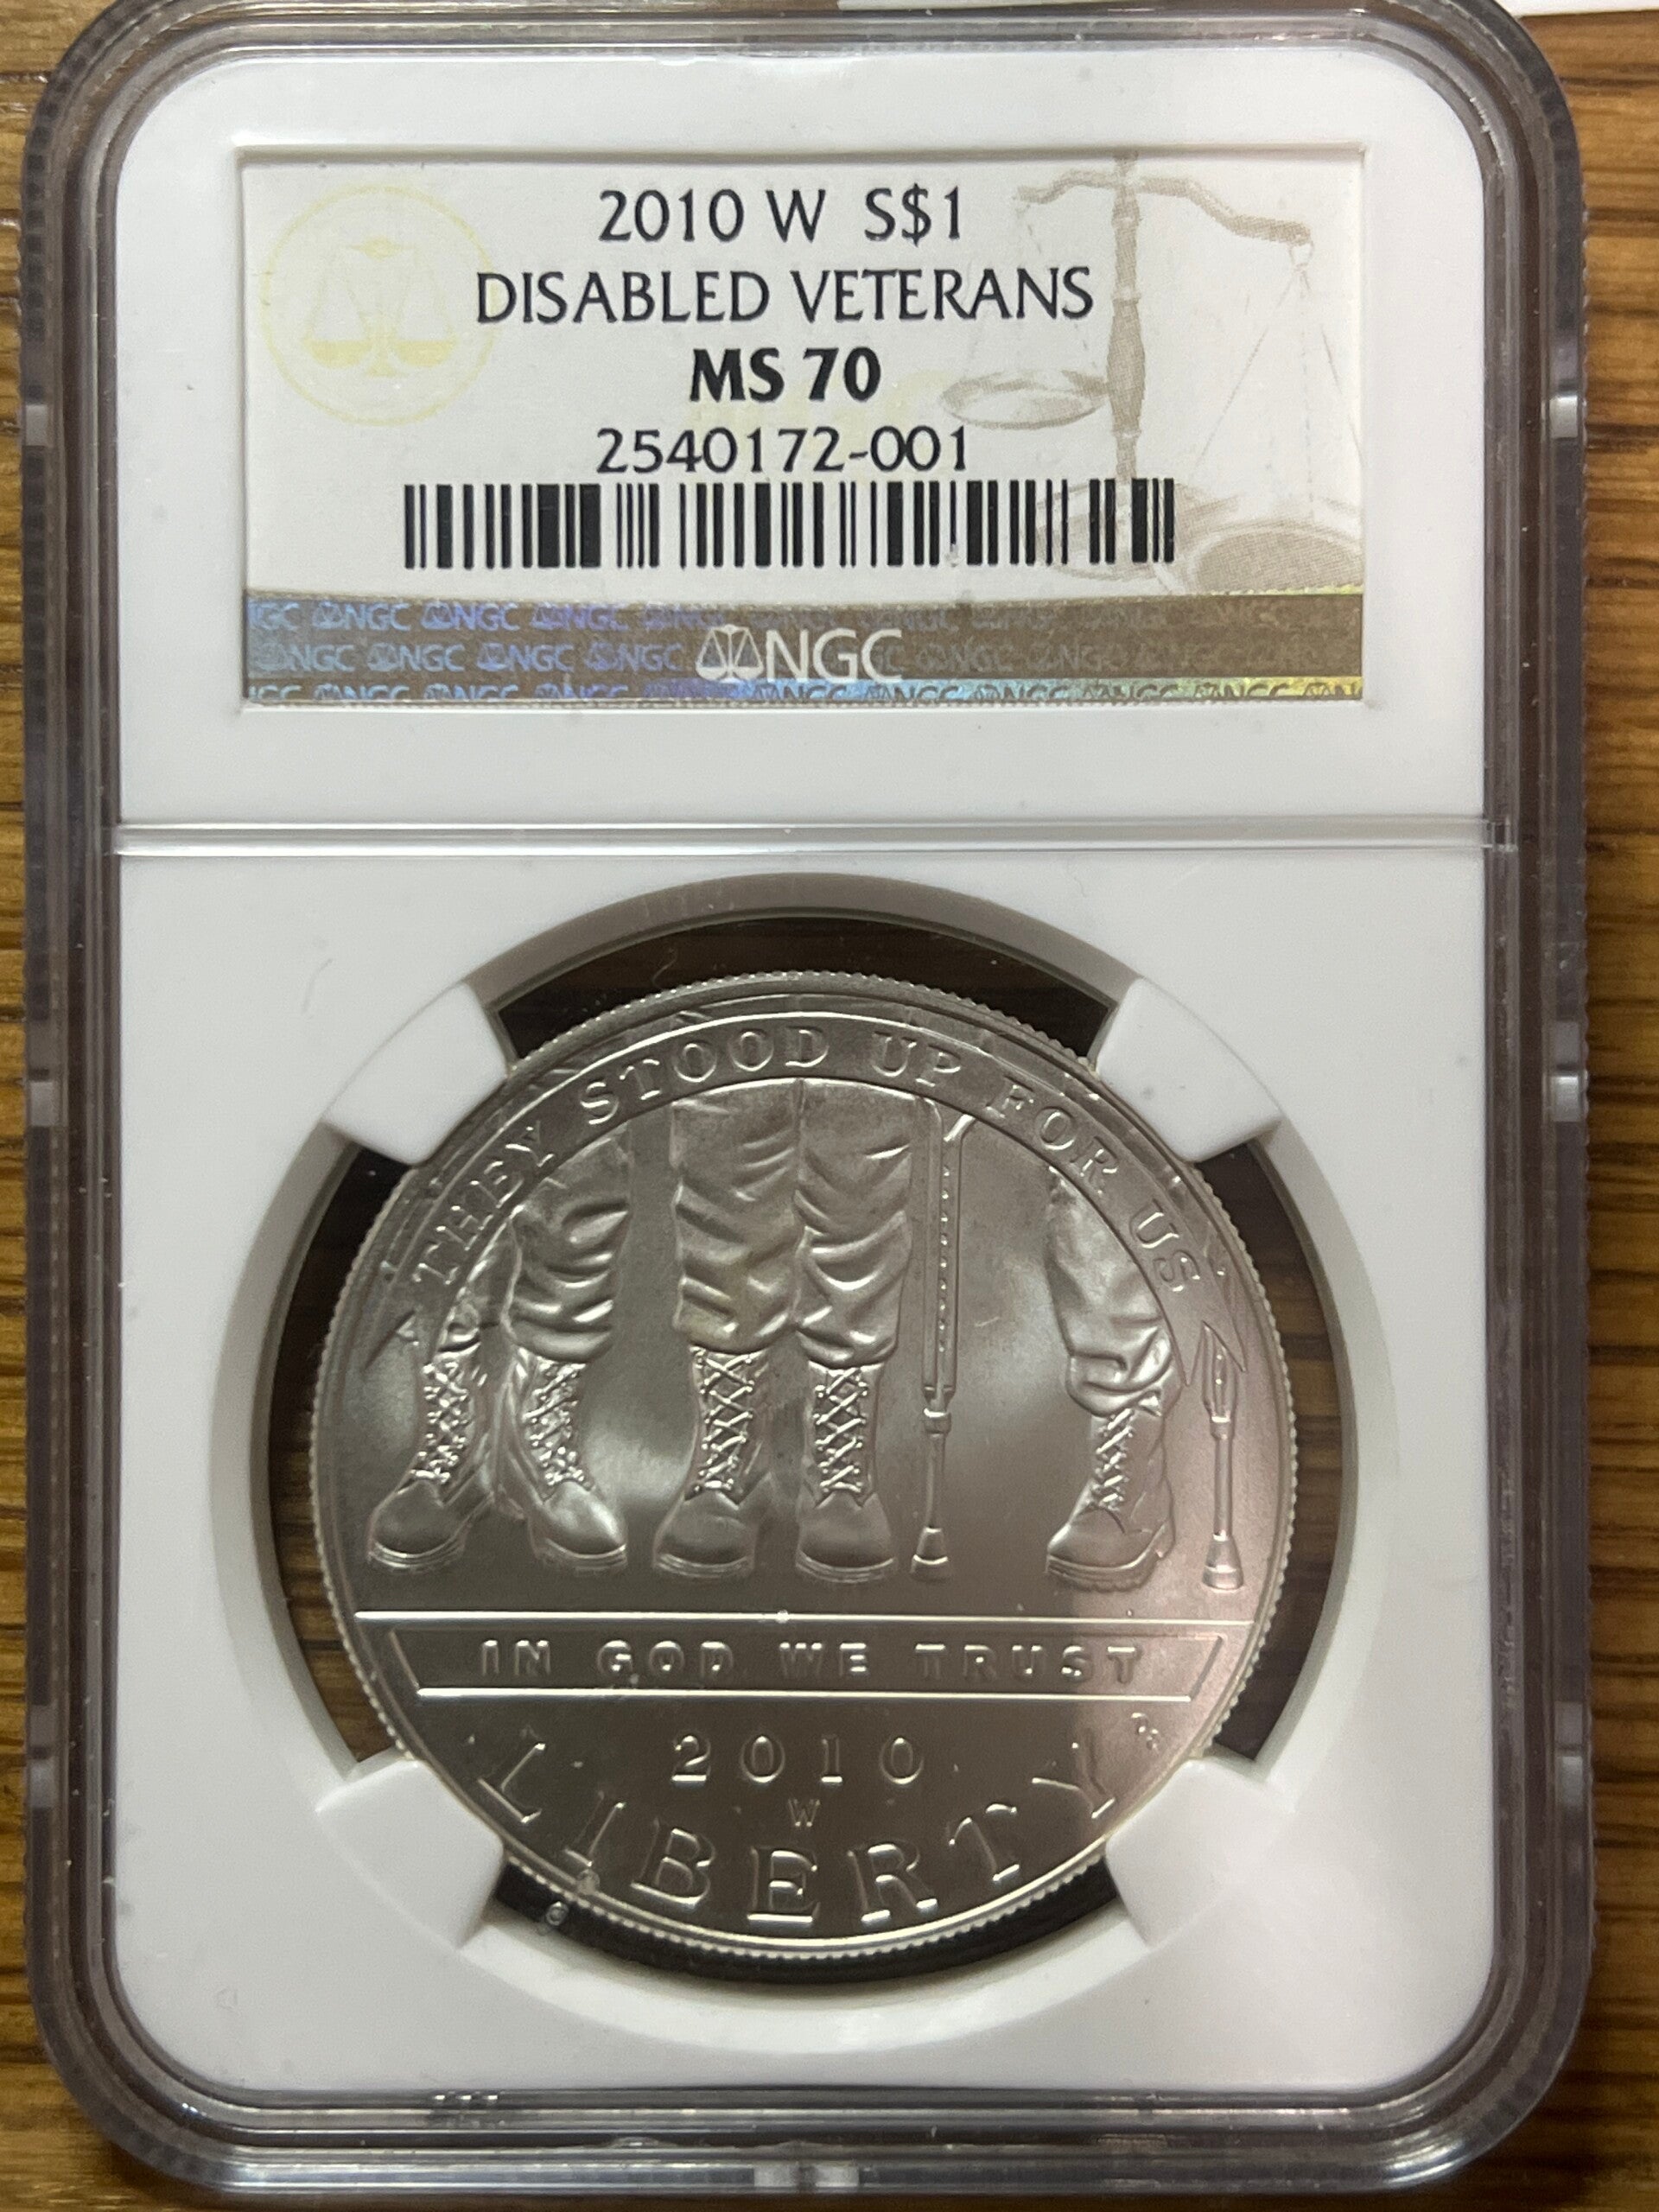 2010 W S$1
DISABLED VETERANS
MS 70
2540172-001
NGC
THEY STOOD UP FOR US
IN GOD WE TRUST
2010
W
LIBERTY